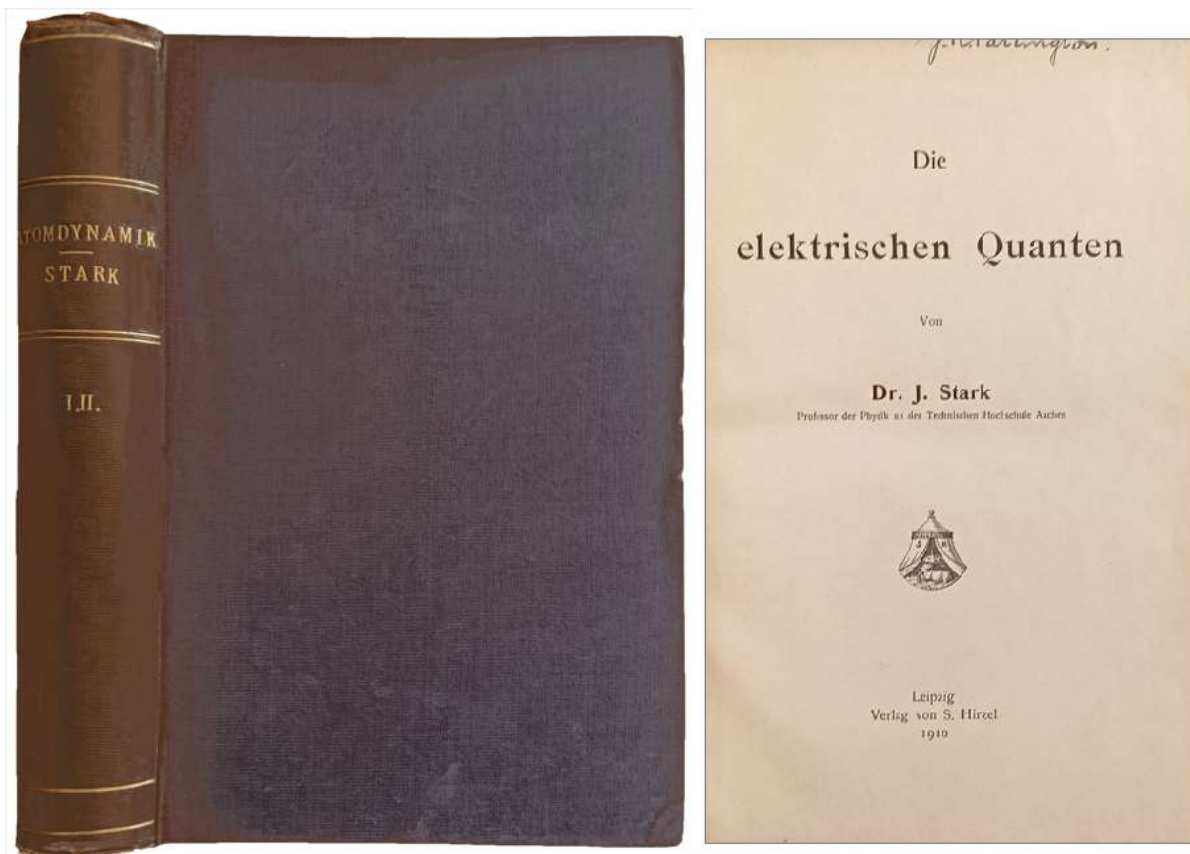 ATOMDYNAMIK
STARK
I.II.
J.R. Partington.
Die
elektrischen Quanten
Von
Dr. J. Stark
Professor der Physik an der Technischen Hochschule Aachen
Leipzig
Verlag von S. Hirzel
1910